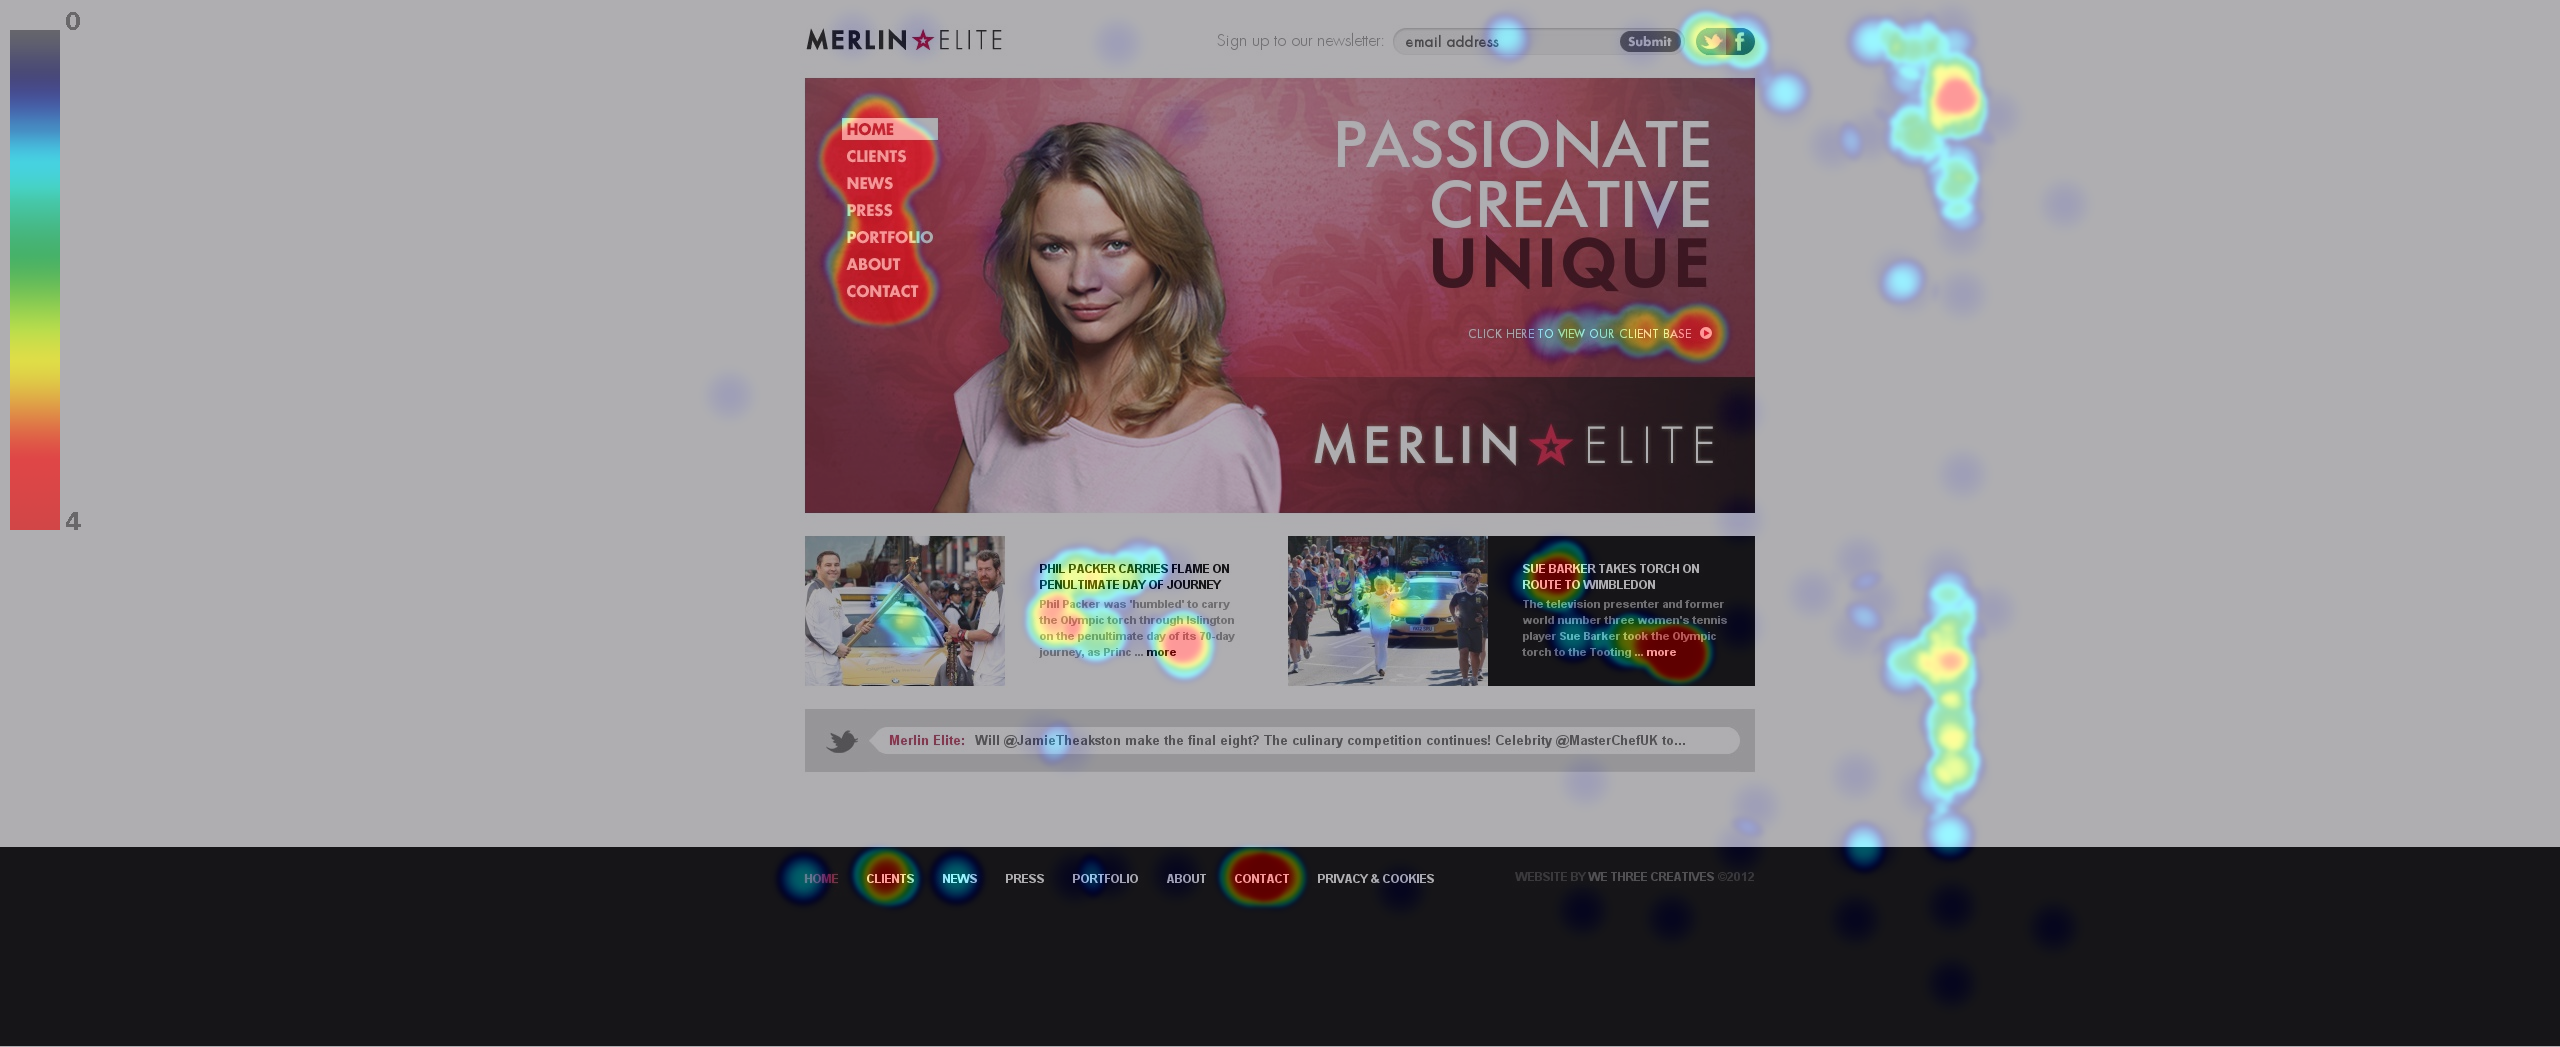 0
4
MERLIN ELITE
Sign up to our newsletter: email address Submit
f
HOME
CLIENTS
NEWS
PRESS
PORTFOLIO
ABOUT
CONTACT
PASSIONATE
CREATIVE
UNIQUE
CLICK HERE TO VIEW OUR CLIENT BASE
MERLIN ELITE
PHIL PACKER CARRIES FLAME ON
PENULTIMATE DAY OF JOURNEY
Phil Packer was 'humbled' to carry
the Olympic torch through Islington
on the penultimate day of its 70-day
journey, as Princ ... more
SUE BARKER TAKES TORCH ON
ROUTE TO WIMBLEDON
The television presenter and former
world number three women's tennis
player Sue Barker took the Olympic
torch to the Tooting ... more
Merlin Elite: Will @JamieTheakston make the final eight? The culinary competition continues! Celebrity @MasterChefUK to...
HOME CLIENTS NEWS PRESS PORTFOLIO ABOUT CONTACT PRIVACY & COOKIES WEBSITE BY WE THREE CREATIVES ©2012